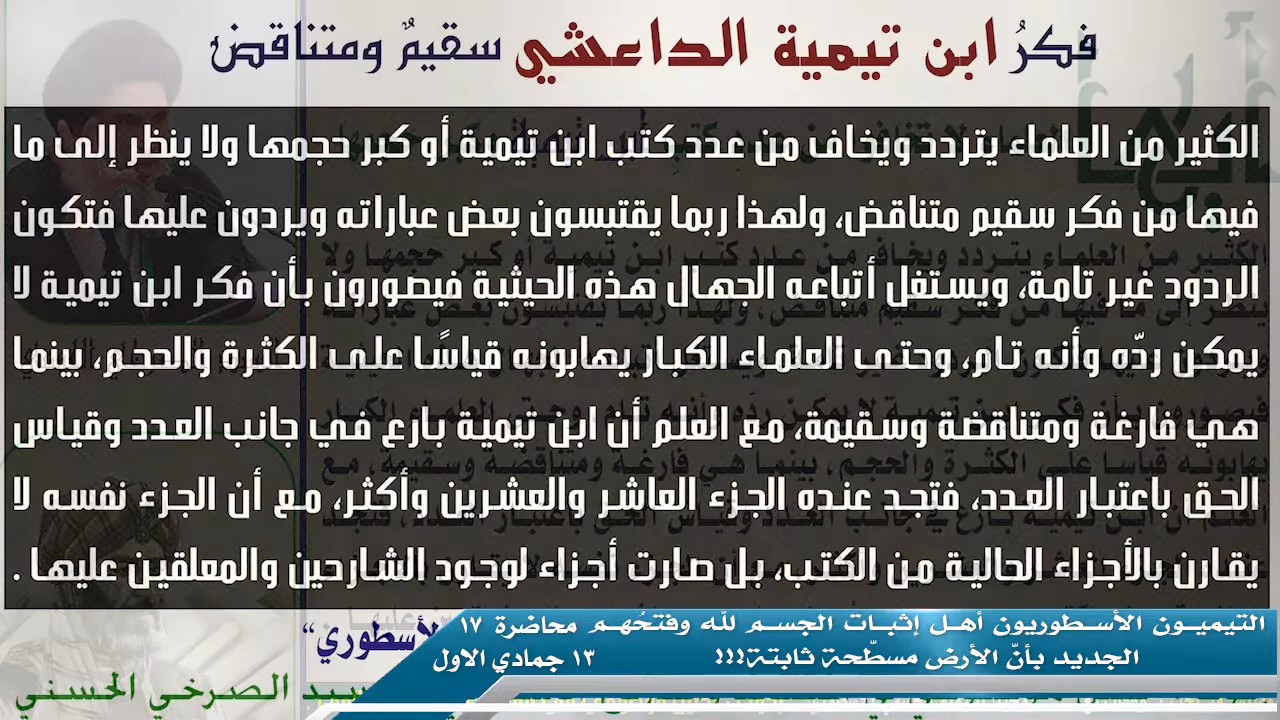 فكرُ ابن تيمية الداعشي سقيمٌ ومتناقض
الكثير من العلماء يتردد ويخاف من عدد كتب ابن تيمية أو كبر حجمها ولا ينظر إلى ما
فيها من فكر سقيم متناقض، ولهذا ربما يقتبسون بعض عباراته ويردون عليها فتكون
الردود غير تامة، ويستغل أتباعه الجهال هذه الحيثية فيصورون بأن فكر ابن تيمية لا
يمكن ردّه وأنه تام، وحتى العلماء الكبار يهابونه قياسًا على الكثرة والحجم، بينما
هي فارغة ومتناقضة وسقيمة، مع العلم أن ابن تيمية بارع في جانب العدد وقياس
الحق باعتبار العدد، فتجد عنده الجزء العاشر والعشرين وأكثر، مع أن الجزء نفسه لا
يقارن بالأجزاء الحالية من الكتب، بل صارت أجزاء لوجود الشارحين والمعلقين عليها .
الأسطوري"
التيميون الأسطوريون أهل إثبات الجسم لله وفتحهم محاضرة ١٧
الجديد بأنّ الأرض مسطّحة ثابتة!!! ١٣ جمادي الاول
سيد الصرخي الحسني